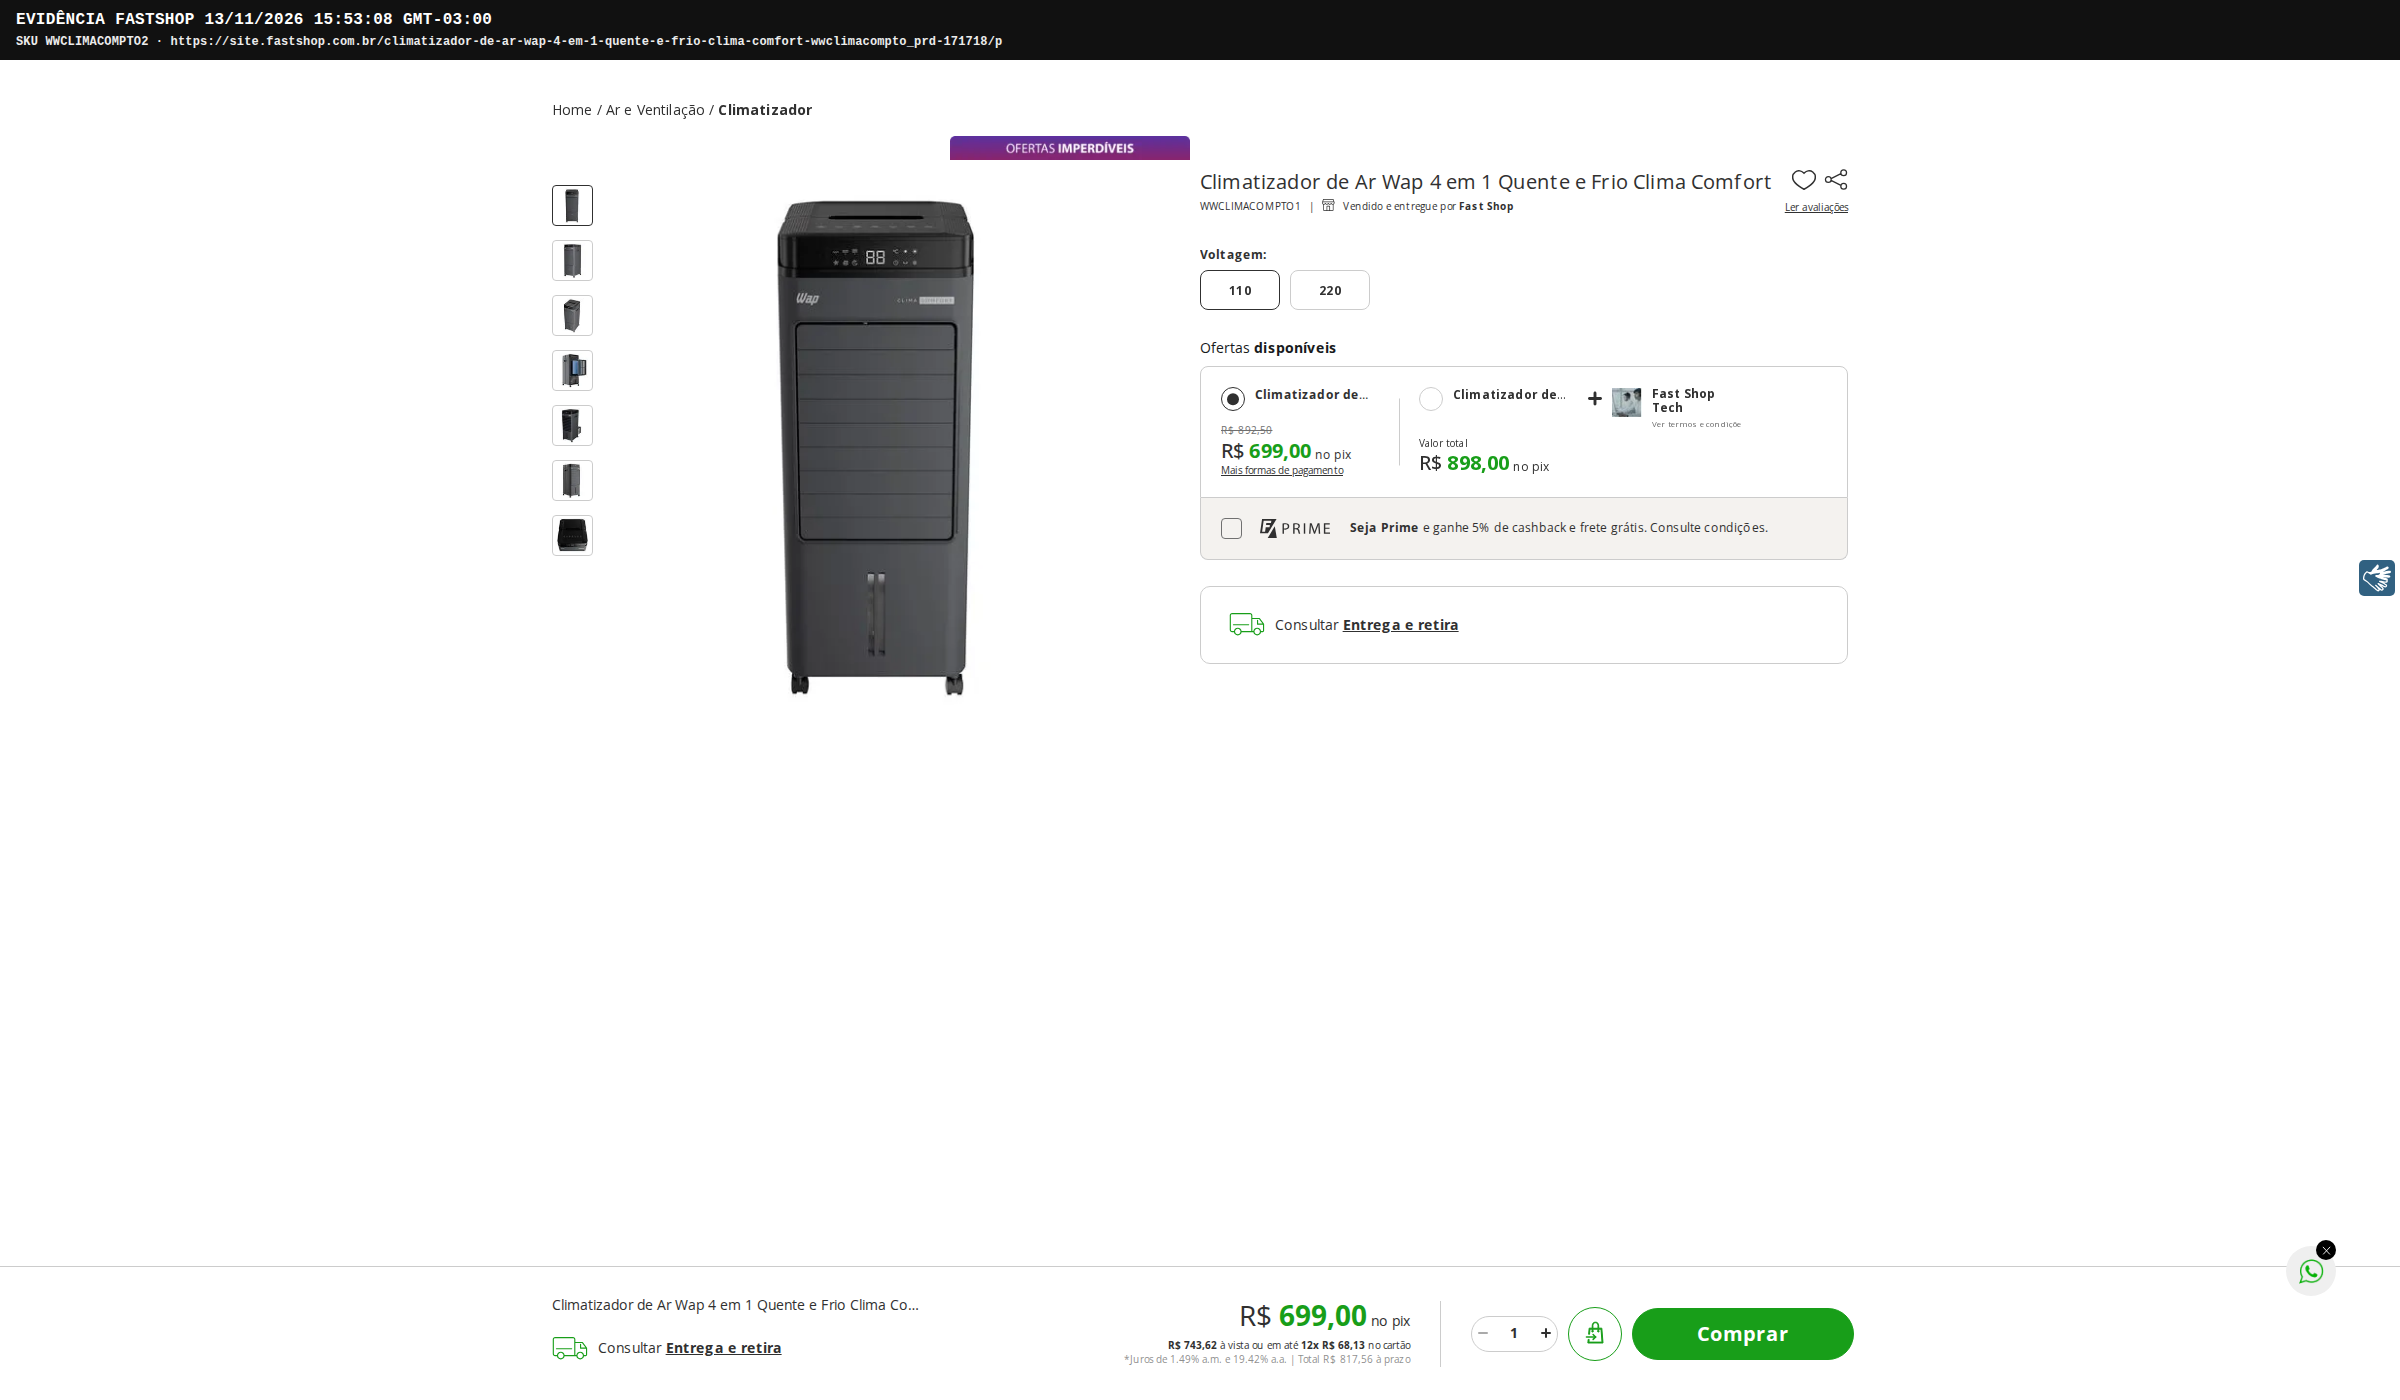 EVIDÊNCIA FASTSHOP 13/11/2026 15:53:08 GMT-03:00
SKU WWCLIMACOMPTO2 · https://site.fastshop.com.br/climatizador-de-ar-wap-4-em-1-quente-e-frio-clima-comfort-wwclimacompto_prd-171718/p
Home / Ar e Ventilação / Climatizador
OFERTAS IMPERDÍVEIS
Climatizador de Ar Wap 4 em 1 Quente e Frio Clima Comfort
WWCLIMACOMPTO1 | Vendido e entregue por Fast Shop
Ler avaliações
Wap
CLIMA COMFORT
88
Voltagem:
110
220
Ofertas disponíveis
Climatizador de...
R$ 892,50
R$ 699,00 no pix
Mais formas de pagamento
Climatizador de...
+
Fast Shop
Tech
Ver termos e condiçõe
Valor total
R$ 898,00 no pix
PRIME
Seja Prime e ganhe 5% de cashback e frete grátis. Consulte condições.
Consultar Entrega e retira
Climatizador de Ar Wap 4 em 1 Quente e Frio Clima Co...
Consultar Entrega e retira
R$ 699,00 no pix
R$ 743,62 à vista ou em até 12x R$ 68,13 no cartão
*Juros de 1.49% a.m. e 19.42% a.a. | Total R$ 817,56 à prazo
− 1 +
Comprar